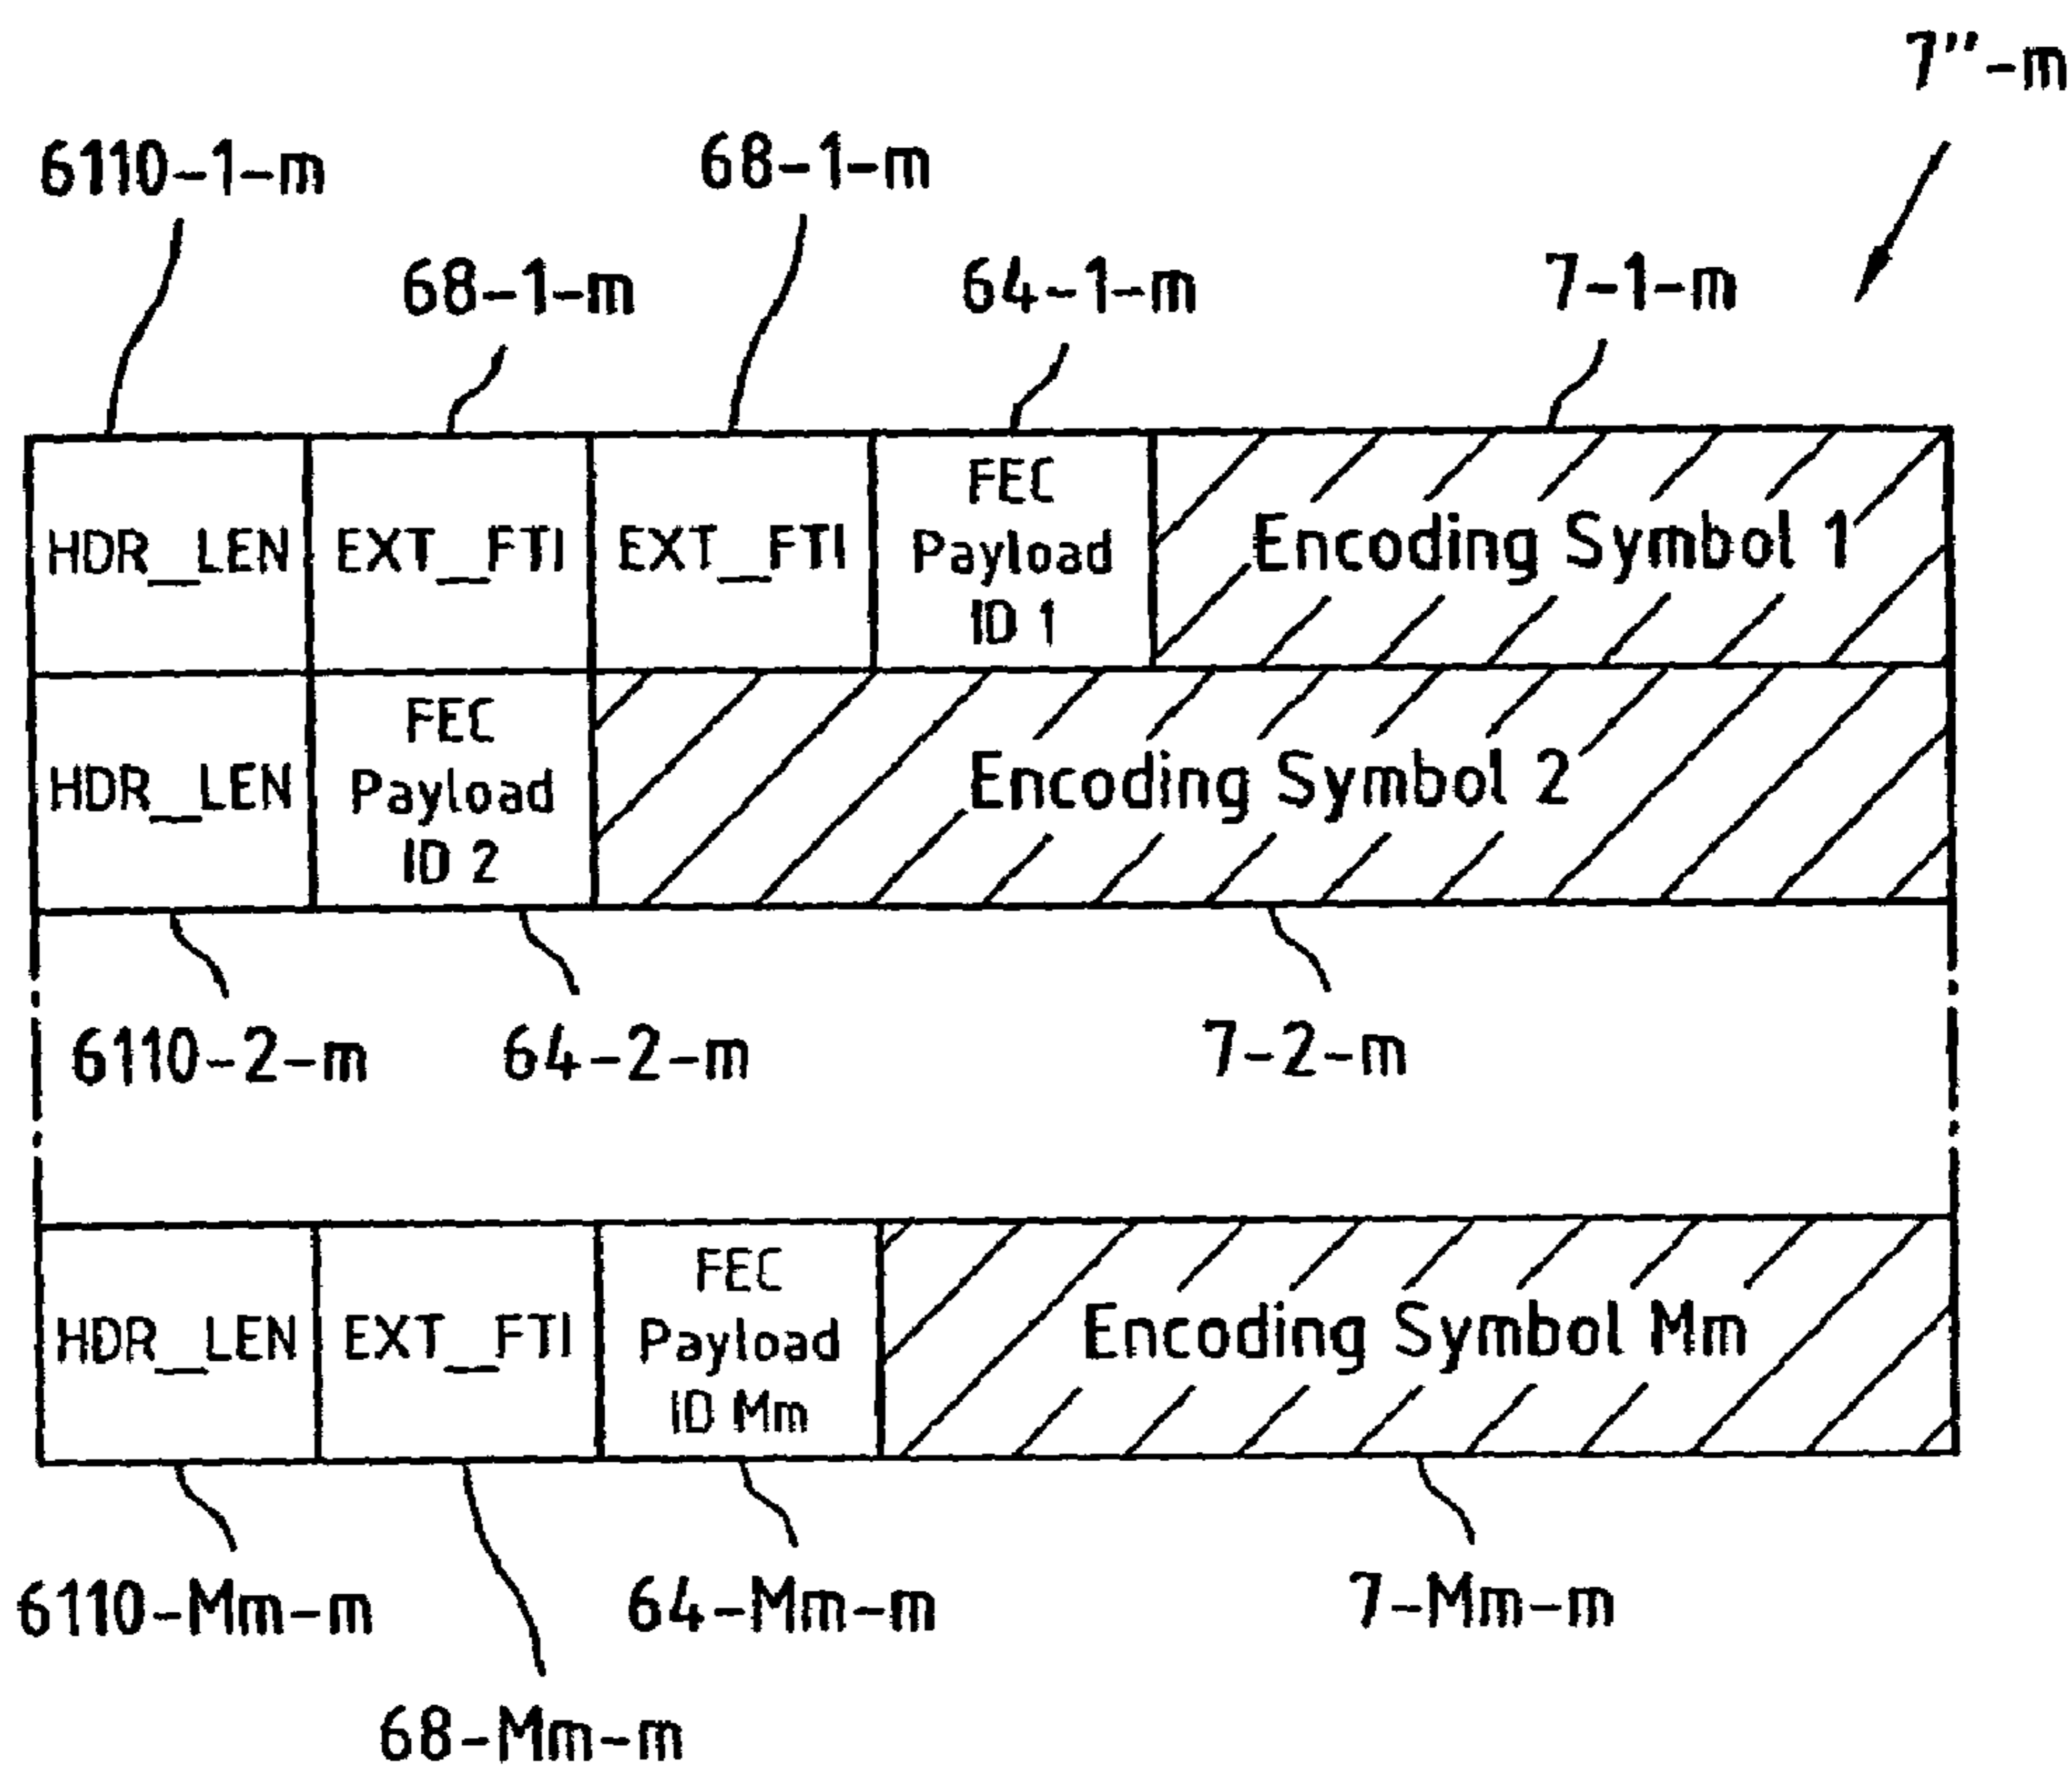 7''-m
6110-1-m
68-1-m
68-1-m
64-1-m
7-1-m
HDR_LEN
EXT_FTI
EXT_FTI
FEC
Payload
ID 1
Encoding Symbol 1
HDR_LEN
FEC
Payload
ID 2
Encoding Symbol 2
6110-2-m
64-2-m
7-2-m
HDR_LEN
EXT_FTI
FEC
Payload
ID Mm
Encoding Symbol Mm
6110-Mm-m
64-Mm-m
7-Mm-m
68-Mm-m